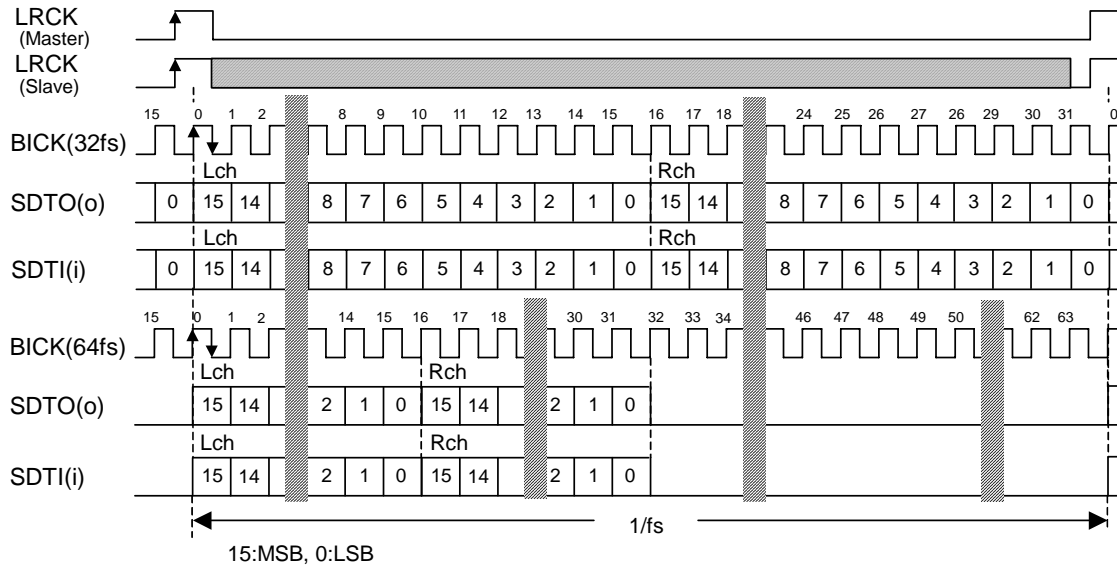 LRCK
(Master)
LRCK
(Slave)
15 0 1 2 8 9 10 11 12 13 14 15 16 17 18 24 25 26 27 26 29 30 31 0
BICK(32fs)
Lch Rch
SDTO(o) 0 15 14 8 7 6 5 4 3 2 1 0 15 14 8 7 6 5 4 3 2 1 0
Lch Rch
SDTI(i) 0 15 14 8 7 6 5 4 3 2 1 0 15 14 8 7 6 5 4 3 2 1 0
15 0 1 2 14 15 16 17 18 30 31 32 33 34 46 47 48 49 50 62 63
BICK(64fs)
Lch Rch
SDTO(o) 15 14 2 1 0 15 14 2 1 0
Lch Rch
SDTI(i) 15 14 2 1 0 15 14 2 1 0
1/fs
15:MSB, 0:LSB